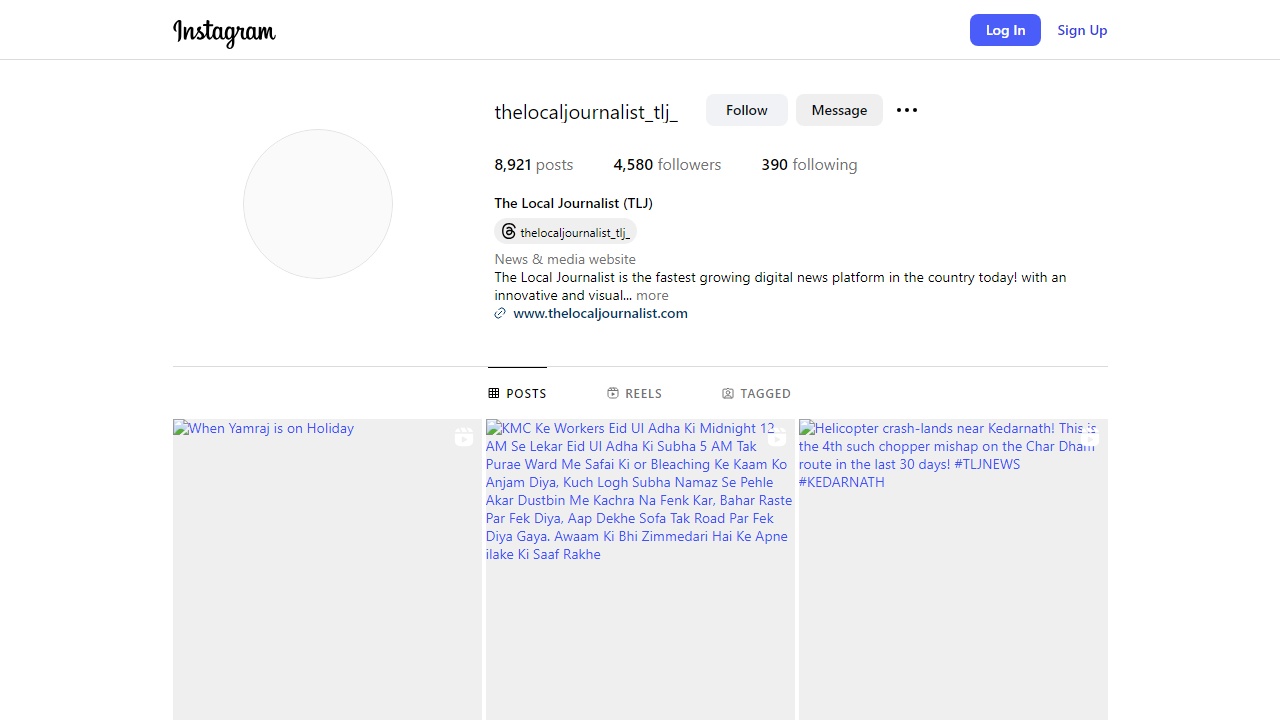 Instagram
Log In
Sign Up
thelocaljournalist_tlj_
Follow
Message
8,921 posts
4,580 followers
390 following
The Local Journalist (TLJ)
thelocaljournalist_tlj_
News & media website
The Local Journalist is the fastest growing digital news platform in the country today! with an
innovative and visual... more
www.thelocaljournalist.com
POSTS
REELS
TAGGED
When Yamraj is on Holiday
KMC Ke Workers Eid Ul Adha Ki Midnight 12
AM Se Lekar Eid Ul Adha Ki Subha 5 AM Tak
Purae Ward Me Safai Ki or Bleaching Ke Kaam Ko
Anjam Diya, Kuch Logh Subha Namaz Se Pehle
Akar Dustbin Me Kachra Na Fenk Kar, Bahar Raste
Par Fek Diya, Aap Dekhe Sofa Tak Road Par Fek
Diya Gaya. Awaam Ki Bhi Zimmedari Hai Ke Apne
ilake Ki Saaf Rakhe
Helicopter crash-lands near Kedarnath! This is
the 4th such chopper mishap on the Char Dham
route in the last 30 days! #TLJNEWS
#KEDARNATH